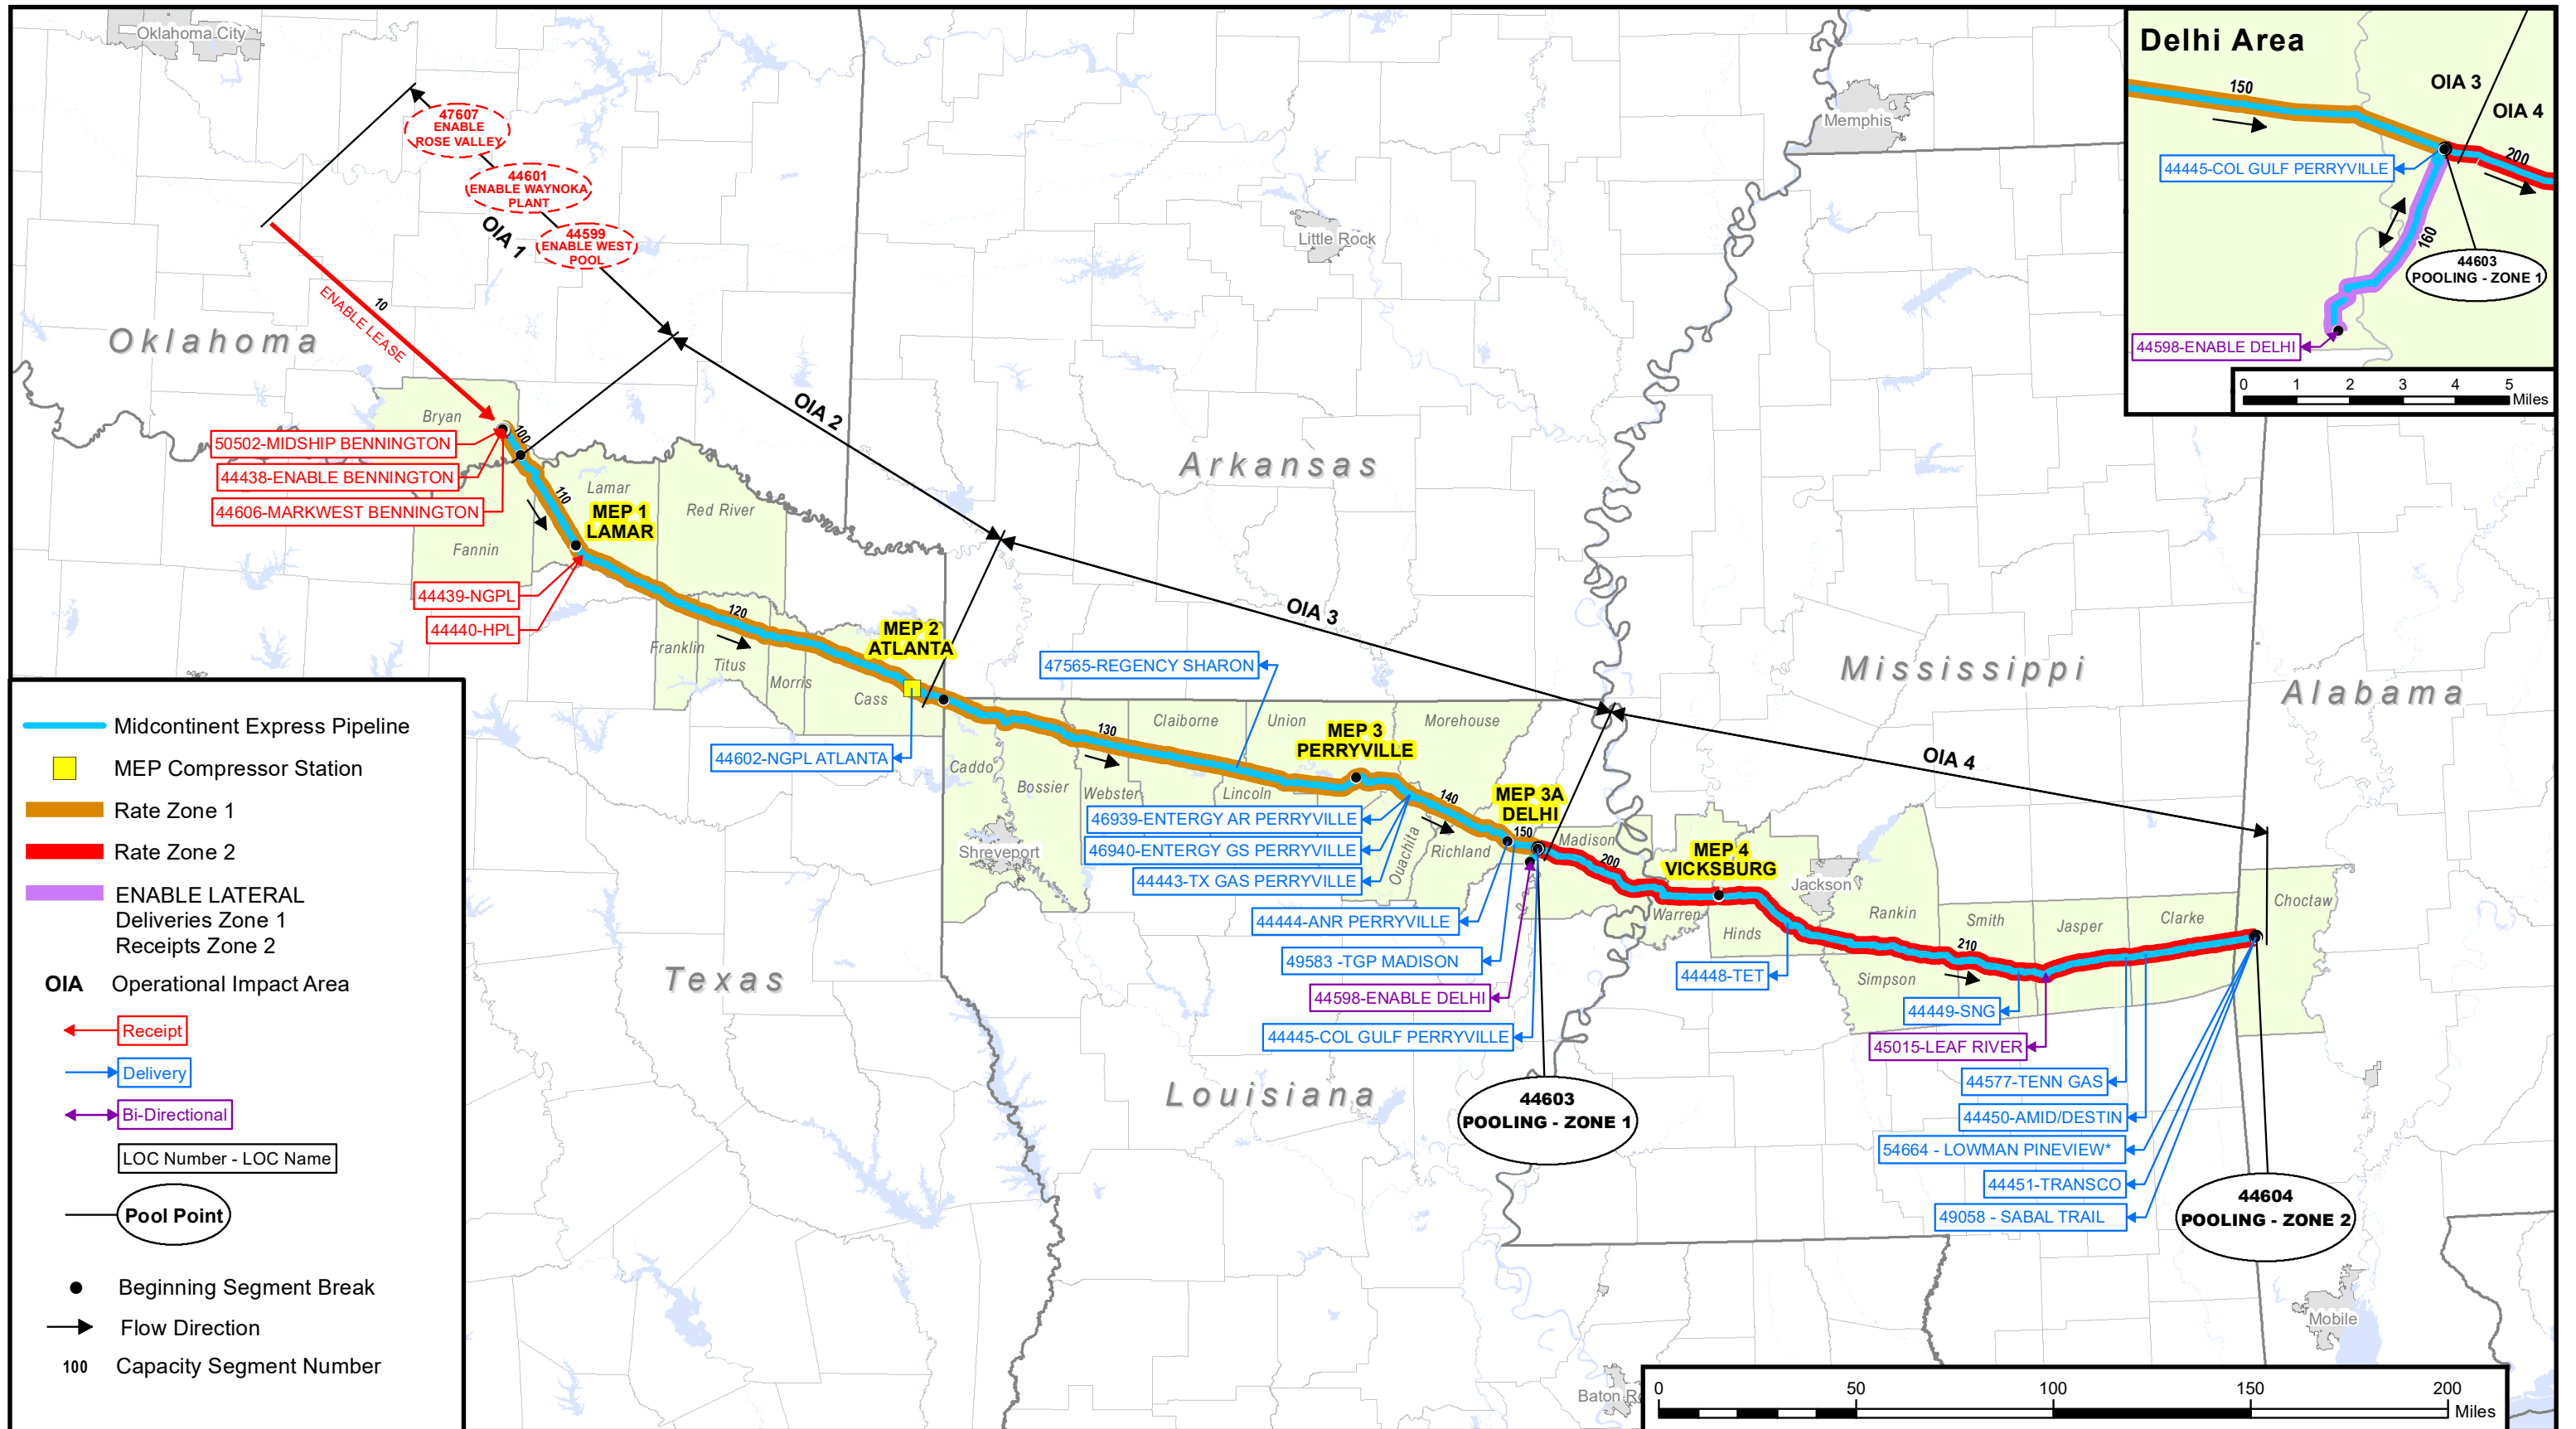 Oklahoma City
47607
ENABLE
ROSE VALLEY
44601
ENABLE WAYNOKA
PLANT
44599
ENABLE WEST
POOL
OIA 1
10
ENABLE LEASE
Oklahoma
OIA 2
Memphis
Little Rock
Arkansas
Delhi Area
150
OIA 3
OIA 4
200
44445-COL GULF PERRYVILLE
160
44603
POOLING - ZONE 1
44598-ENABLE DELHI
0 1 2 3 4 5
Miles
Bryan
100
50502-MIDSHIP BENNINGTON
44438-ENABLE BENNINGTON
44606-MARKWEST BENNINGTON
110
Lamar
Red River
MEP 1
LAMAR
Fannin
44439-NGPL
44440-HPL
120
Franklin
Titus
Morris
Cass
MEP 2
ATLANTA
OIA 3
47565-REGENCY SHARON
44602-NGPL ATLANTA
Mississippi
Alabama
Caddo
Bossier
Webster
130
Claiborne
Union
Lincoln
Morehouse
MEP 3
PERRYVILLE
OIA 4
46939-ENTERGY AR PERRYVILLE
46940-ENTERGY GS PERRYVILLE
44443-TX GAS PERRYVILLE
Ouachita
140
Richland
MEP 3A
DELHI
150
Madison
200
Shreveport
MEP 4
VICKSBURG
Jackson
Warren
Hinds
Rankin
Smith
Jasper
Clarke
Choctaw
Simpson
210
44444-ANR PERRYVILLE
49583 -TGP MADISON
44598-ENABLE DELHI
44445-COL GULF PERRYVILLE
44448-TET
44449-SNG
45015-LEAF RIVER
44577-TENN GAS
44450-AMID/DESTIN
54664 - LOWMAN PINEVIEW*
44451-TRANSCO
49058 - SABAL TRAIL
44603
POOLING - ZONE 1
44604
POOLING - ZONE 2
Texas
Louisiana
Mobile
Baton
0 50 100 150 200
Miles
Midcontinent Express Pipeline
MEP Compressor Station
Rate Zone 1
Rate Zone 2
ENABLE LATERAL
Deliveries Zone 1
Receipts Zone 2
OIA Operational Impact Area
Receipt
Delivery
Bi-Directional
LOC Number - LOC Name
Pool Point
Beginning Segment Break
Flow Direction
100 Capacity Segment Number